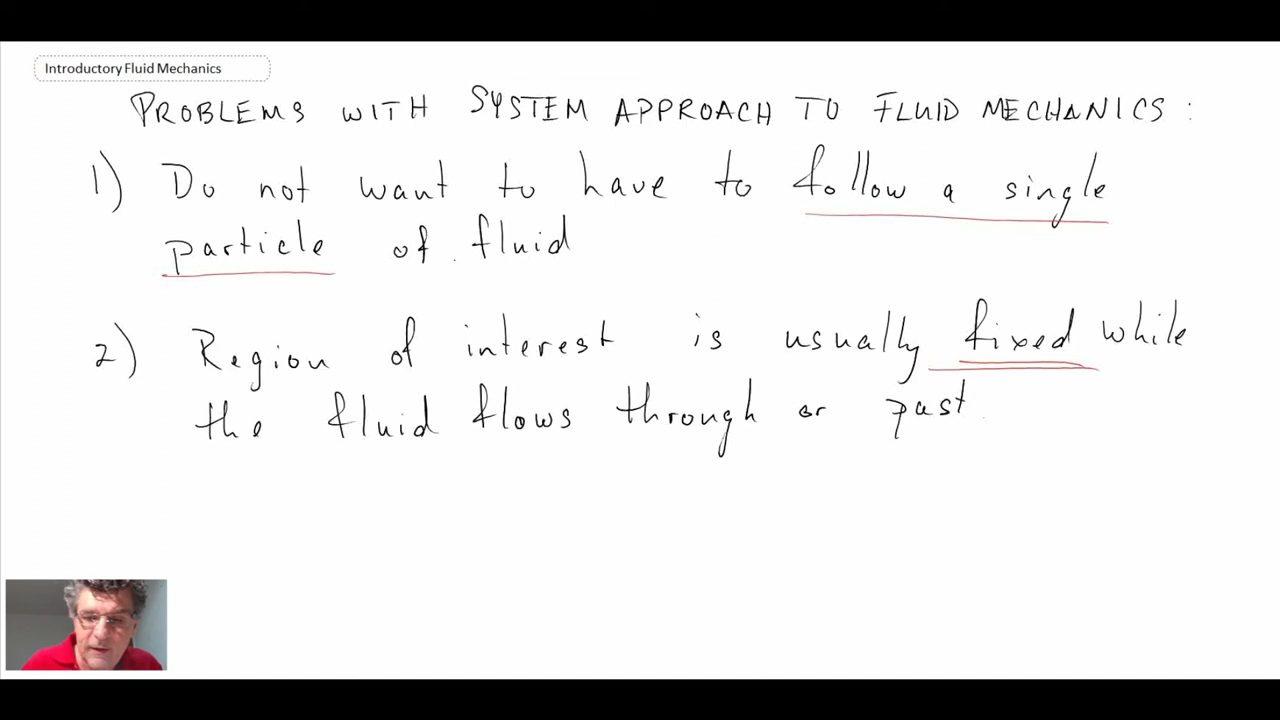 Introductory Fluid Mechanics
PROBLEMS WITH SYSTEM APPROACH TO FLUID MECHANICS :
1) Do not want to have to follow a single
particle of fluid
2) Region of interest is usually fixed while
the fluid flows through or past